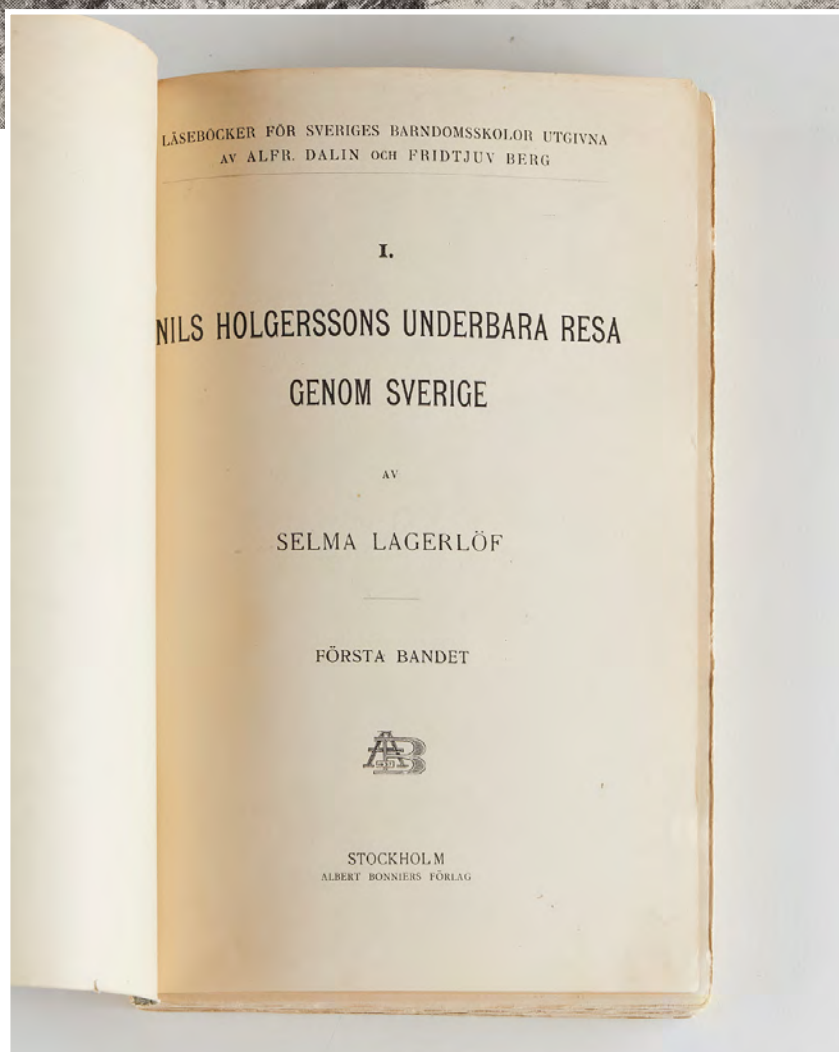 LÄSEBÖCKER FÖR SVERIGES BARNDOMSSKOLOR UTGIVNA
AV ALFR. DALIN OCH FRIDTJUV BERG
I.
NILS HOLGERSSONS UNDERBARA RESA
GENOM SVERIGE
AV
SELMA LAGERLÖF
FÖRSTA BANDET
AB
STOCKHOLM
ALBERT BONNIERS FÖRLAG